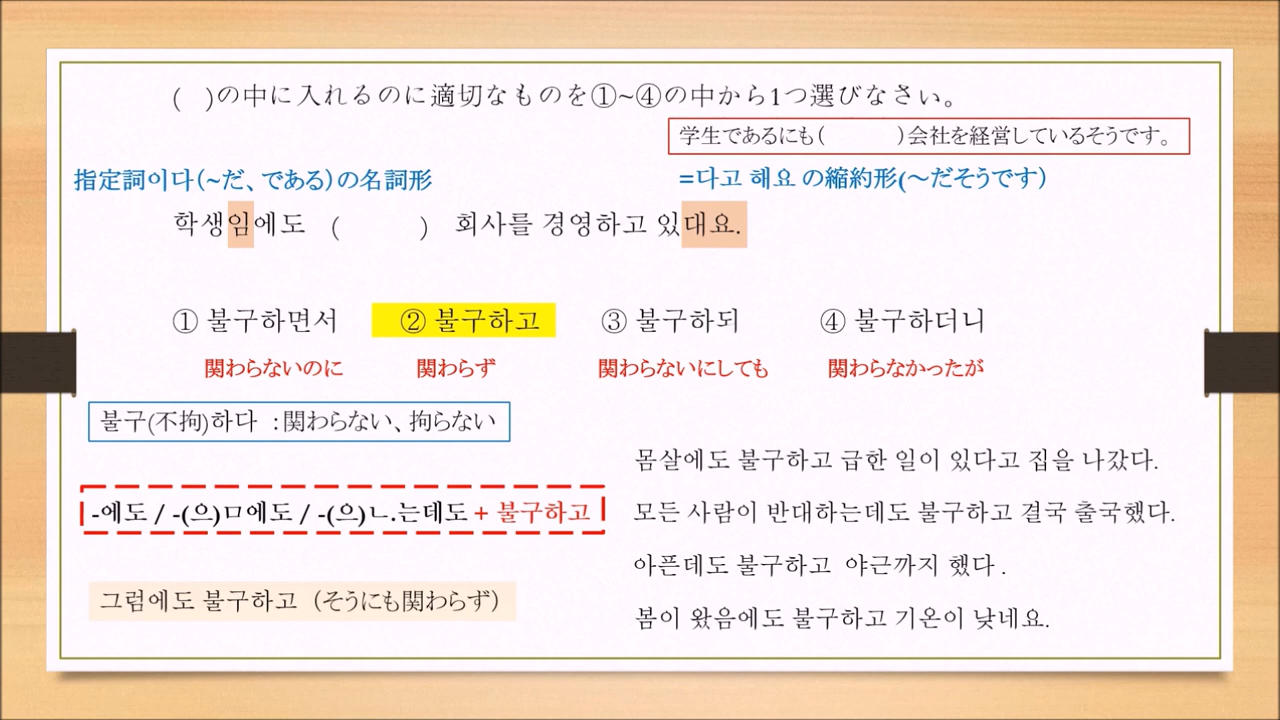 (　)の中に入れるのに適切なものを①~④の中から1つ選びなさい。
学生であるにも(　　　)会社を経営しているそうです。
指定詞이다(~だ、である)の名詞形
=다고 해요 の縮約形(～だそうです)
학생임에도 (　　　) 회사를 경영하고 있대요.
① 불구하면서 ② 불구하고 ③ 불구하되 ④ 불구하더니
関わらないのに 関わらず 関わらないにしても 関わらなかったが
불구(不拘)하다 :関わらない、拘らない
몸살에도 불구하고 급한 일이 있다고 집을 나갔다.
-에도 / -(으)ㅁ에도 / -(으)ㄴ.는데도 + 불구하고
모든 사람이 반대하는데도 불구하고 결국 출국했다.
아픈데도 불구하고 야근까지 했다 .
그럼에도 불구하고 (そうにも関わらず)
봄이 왔음에도 불구하고 기온이 낮네요.